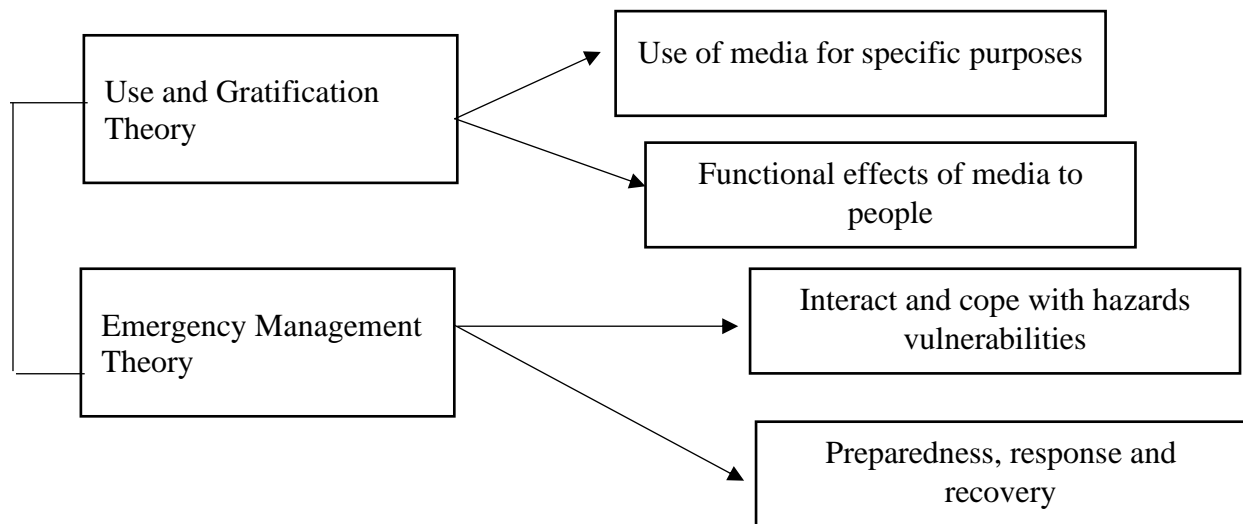 Use of media for specific purposes
Use and Gratification
Theory
Functional effects of media to
people
Interact and cope with hazards
vulnerabilities
Emergency Management
Theory
Preparedness, response and
recovery